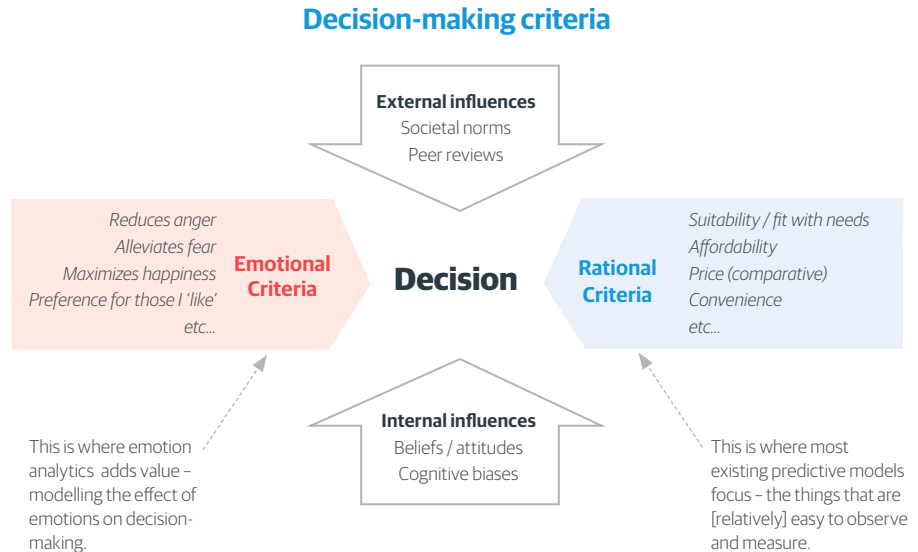 Decision-making criteria
External influences
Societal norms
Peer reviews
Reduces anger
Alleviates fear
Maximizes happiness
Preference for those I ‘like’
etc...
Emotional
Criteria
Decision
Rational
Criteria
Suitability / fit with needs
Affordability
Price (comparative)
Convenience
etc...
Internal influences
Beliefs / attitudes
Cognitive biases
This is where emotion
analytics adds value –
modelling the effect of
emotions on decision-
making.
This is where most
existing predictive models
focus – the things that are
[relatively] easy to observe
and measure.